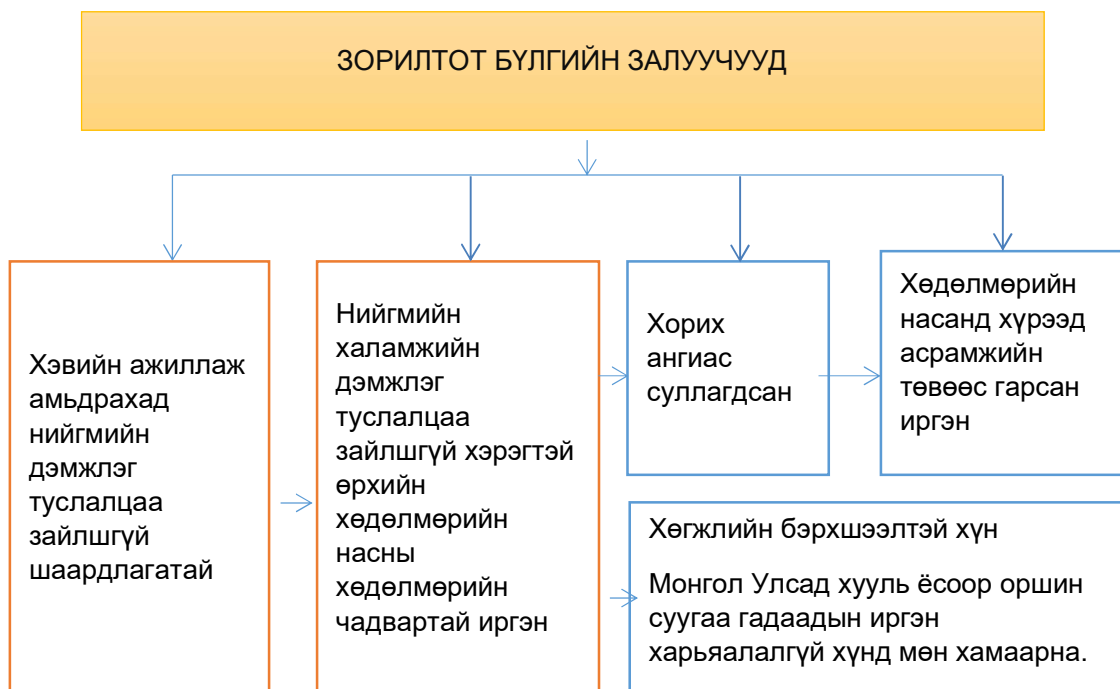 ЗОРИЛТОТ БҮЛГИЙН ЗАЛУУЧУУД
Хэвийн ажиллаж
амьдрахад
нийгмийн
дэмжлэг
туслалцаа
зайлшгүй
шаардлагатай
Нийгмийн
халамжийн
дэмжлэг
туслалцаа
зайлшгүй хэрэгтэй
өрхийн
хөдөлмөрийн
насны
хөдөлмөрийн
чадвартай иргэн
Хорих
ангиас
суллагдсан
Хөдөлмөрийн
насанд хүрээд
асрамжийн
төвөөс гарсан
иргэн
Хөгжлийн бэрхшээлтэй хүн
Монгол Улсад хууль ёсоор оршин
суугаа гадаадын иргэн
харьяалалгүй хүнд мөн хамаарна.